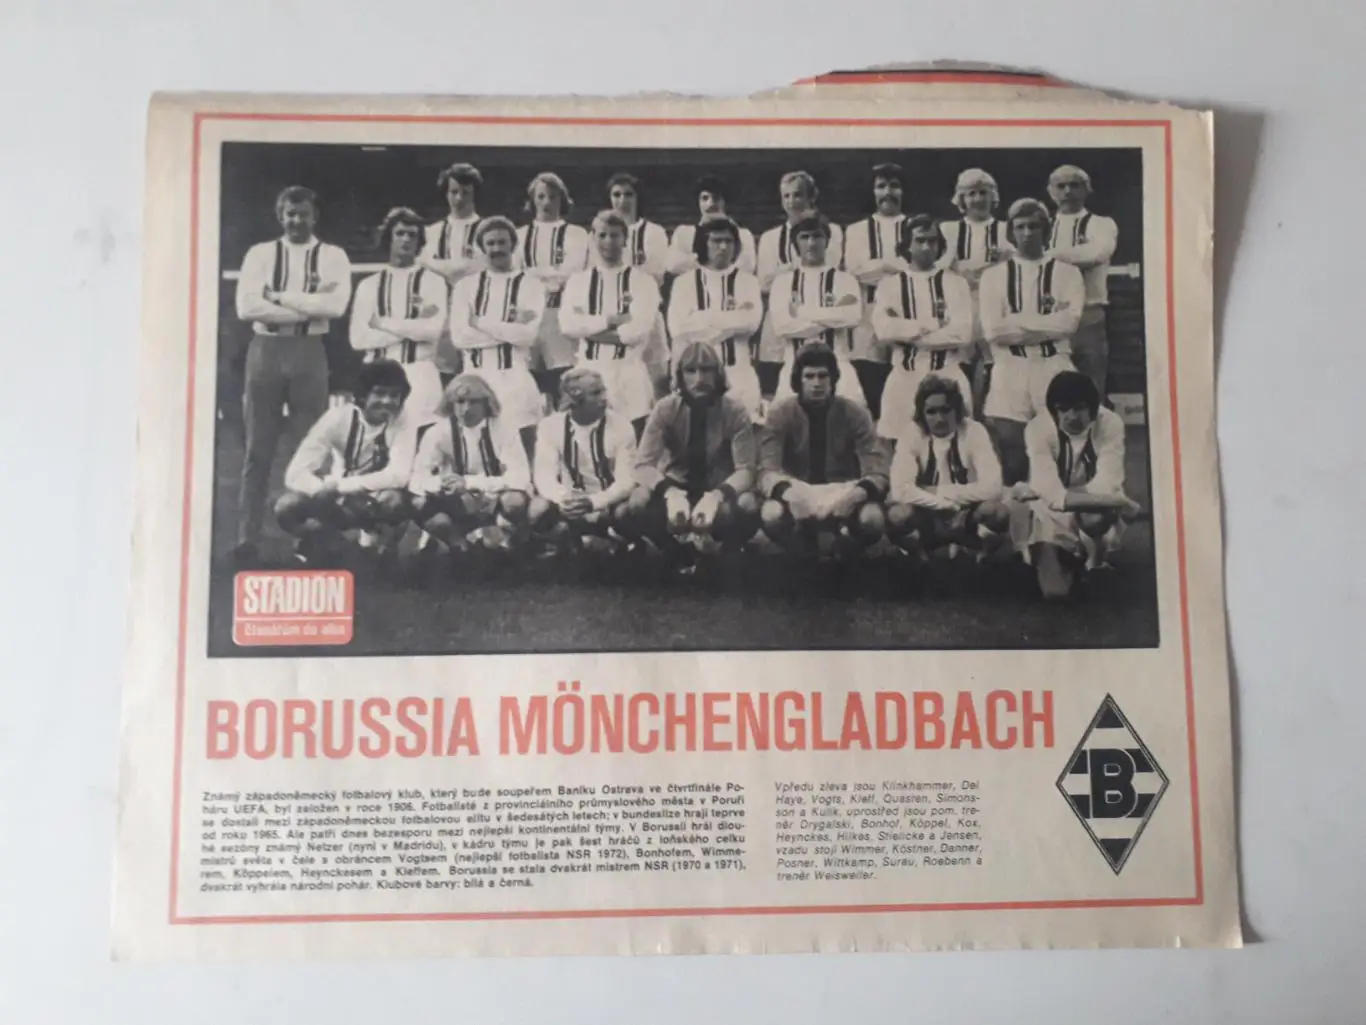 STADIÓN
čtenářům do alba
BORUSSIA MÖNCHENGLADBACH
B
Známý západoněmecký fotbalový klub, který bude soupeřem Baníku Ostrava ve čtvrtfinále Po-
háru UEFA, byl založen v roce 1906. Fotbalisté z provinciálního průmyslového města v Poruří
se dostali mezi západoněmeckou fotbalovou elitu v šedesátých letech; v bundeslize hrají teprve
od roku 1965. Ale patří dnes bezesporu mezi nejlepší kontinentální týmy. V Borusii hrál dlou-
hé sezóny známý Netzer (nyní v Madridu), v kádru týmu je pak šest hráčů z loňského celku
mistrů světa v čele s obráncem Vogtsem (nejlepší fotbalista NSR 1972), Bonhofem, Wimme-
rem, Köppelem, Heynckesem a Kleffem. Borussia se stala dvakrát mistrem NSR (1970 a 1971),
dvakrát vyhrála národní pohár. Klubové barvy: bílá a černá.
Vpředu zleva jsou Klinkhammer, Del
Haye, Vogts, Kleff, Quasten, Simons-
son a Kulik, uprostřed jsou pom. tre-
nér Drygalski, Bonhof, Köppel, Kox,
Heynckes, Hilkes, Stielicke a Jensen,
vzadu stojí Wimmer, Köstner, Danner,
Posner, Wittkamp, Surau, Roebenn a
trenér Weisweiler.